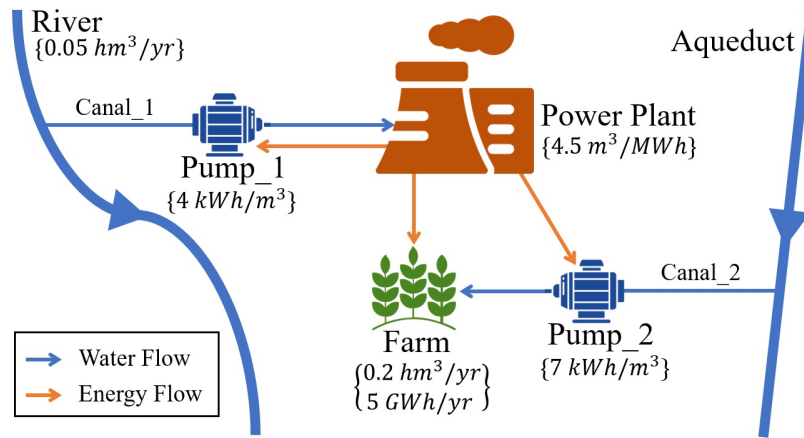 River
{0.05 hm³/yr}
Aqueduct
Canal_1
Power Plant
{4.5 m³/MWh}
Pump_1
{4 kWh/m³}
Canal_2
Farm
{0.2 hm³/yr
5 GWh/yr}
Pump_2
{7 kWh/m³}
Water Flow
Energy Flow